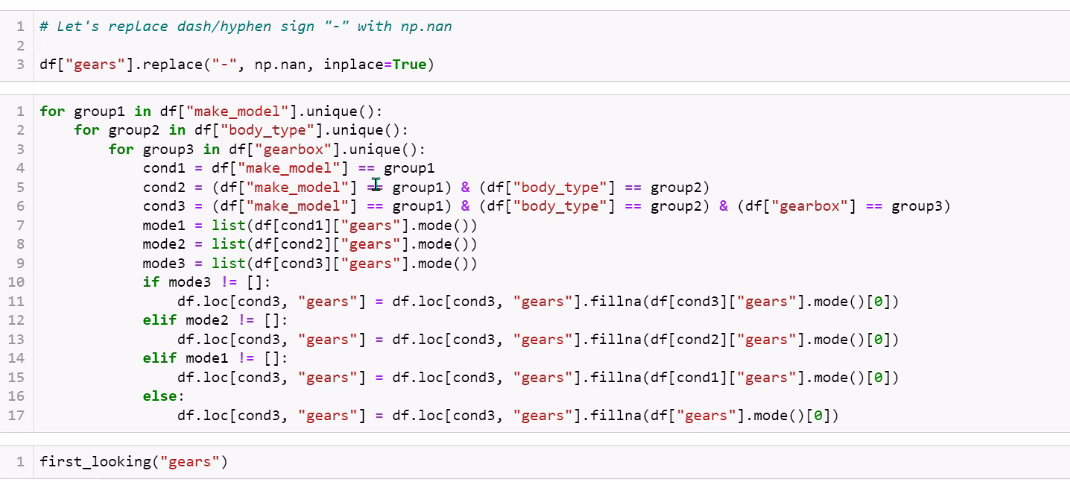 1 # Let's replace dash/hyphen sign "-" with np.nan
2
3 df["gears"].replace("-", np.nan, inplace=True)
1 for group1 in df["make_model"].unique():
2     for group2 in df["body_type"].unique():
3         for group3 in df["gearbox"].unique():
4             cond1 = df["make_model"] == group1
5             cond2 = (df["make_model"] == group1) & (df["body_type"] == group2)
6             cond3 = (df["make_model"] == group1) & (df["body_type"] == group2) & (df["gearbox"] == group3)
7             mode1 = list(df[cond1]["gears"].mode())
8             mode2 = list(df[cond2]["gears"].mode())
9             mode3 = list(df[cond3]["gears"].mode())
10             if mode3 != []:
11                 df.loc[cond3, "gears"] = df.loc[cond3, "gears"].fillna(df[cond3]["gears"].mode()[0])
12             elif mode2 != []:
13                 df.loc[cond3, "gears"] = df.loc[cond3, "gears"].fillna(df[cond2]["gears"].mode()[0])
14             elif mode1 != []:
15                 df.loc[cond3, "gears"] = df.loc[cond3, "gears"].fillna(df[cond1]["gears"].mode()[0])
16             else:
17                 df.loc[cond3, "gears"] = df.loc[cond3, "gears"].fillna(df["gears"].mode()[0])
1 first_looking("gears")